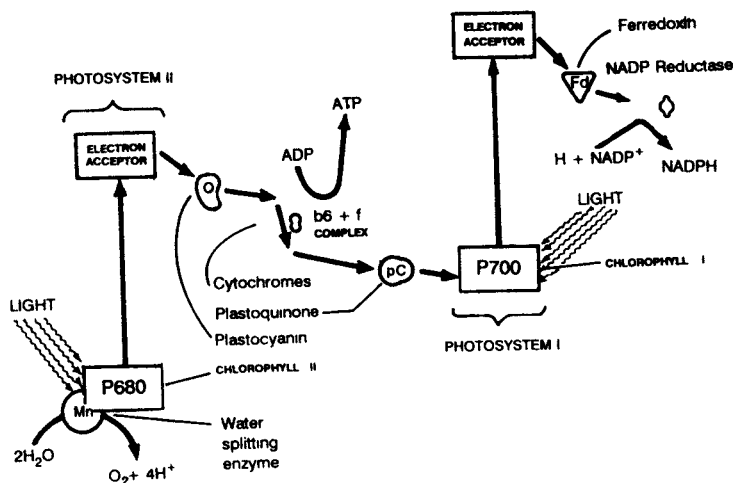 PHOTOSYSTEM II
ELECTRON
ACCEPTOR
O
ADP
ATP
b6 + f
COMPLEX
Cytochromes
Plastoquinone
Plastocyanin
pC
LIGHT
P680
CHLOROPHYLL II
Mn
Water
splitting
enzyme
2H₂O
O₂+ 4H⁺
ELECTRON
ACCEPTOR
Ferredoxin
Fd
NADP Reductase
H + NADP⁺
NADPH
LIGHT
P700
CHLOROPHYLL I
PHOTOSYSTEM I